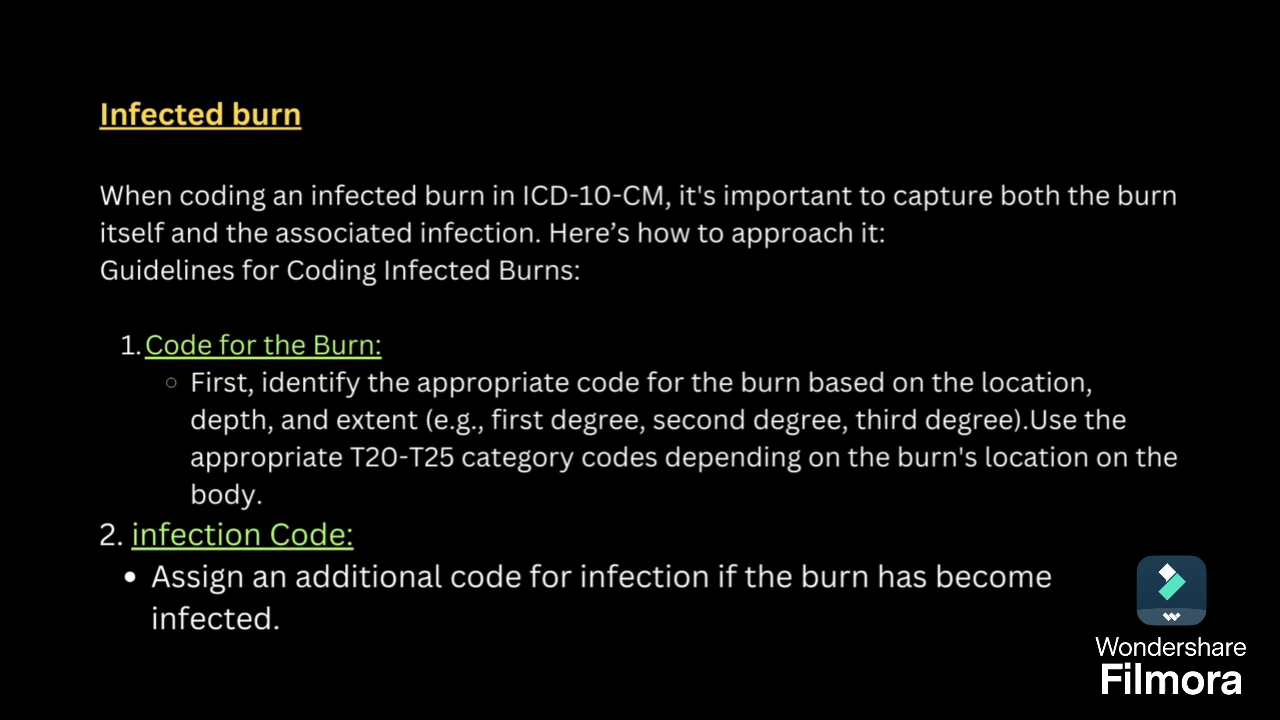 Infected burn
When coding an infected burn in ICD-10-CM, it's important to capture both the burn
itself and the associated infection. Here’s how to approach it:
Guidelines for Coding Infected Burns:
1. Code for the Burn:
○ First, identify the appropriate code for the burn based on the location,
depth, and extent (e.g., first degree, second degree, third degree).Use the
appropriate T20-T25 category codes depending on the burn's location on the
body.
2. infection Code:
• Assign an additional code for infection if the burn has become
infected.
Wondershare
Filmora